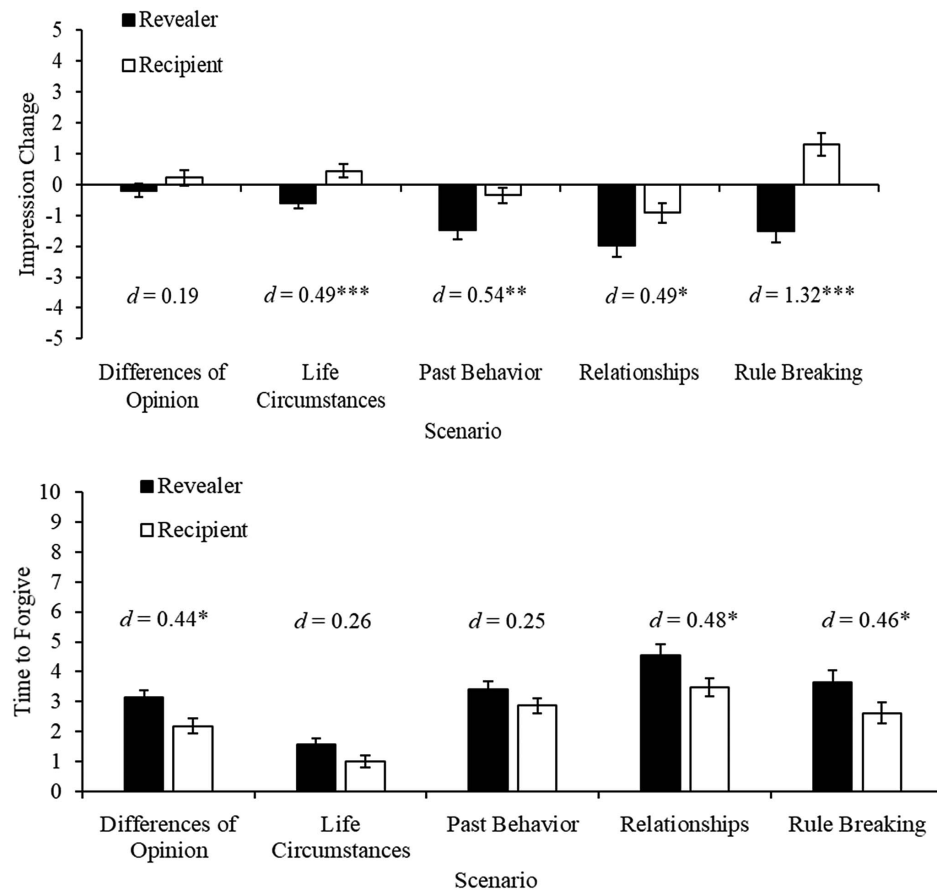 Revealer
Recipient
Impression Change
5
4
3
2
1
0
-1
-2
-3
-4
-5
d = 0.19
d = 0.49***
d = 0.54**
d = 0.49*
d = 1.32***
Differences of
Opinion
Life
Circumstances
Past Behavior
Relationships
Rule Breaking
Scenario
Revealer
Recipient
Time to Forgive
10
9
8
7
6
5
4
3
2
1
0
d = 0.44*
d = 0.26
d = 0.25
d = 0.48*
d = 0.46*
Differences of
Opinion
Life
Circumstances
Past Behavior
Relationships
Rule Breaking
Scenario